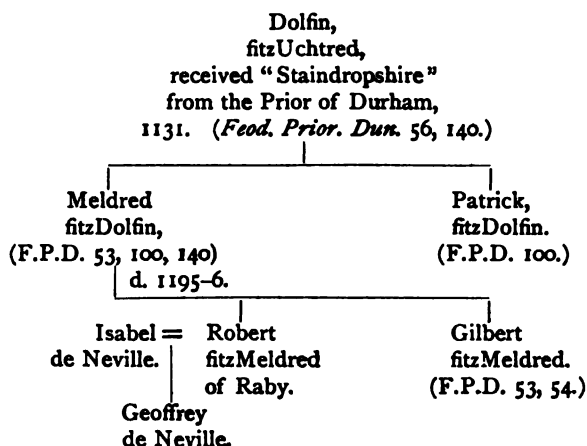 Dolfin,
fitzUchtred,
received “Staindropshire”
from the Prior of Durham,
1131. (Feod. Prior. Dun. 56, 140.)
Meldred
fitzDolfin,
(F.P.D. 53, 100, 140)
d. 1195–6.
Patrick,
fitzDolfin.
(F.P.D. 100.)
Isabel = Robert
de Neville. fitzMeldred
of Raby.
Gilbert
fitzMeldred.
(F.P.D. 53, 54.)
Geoffrey
de Neville.